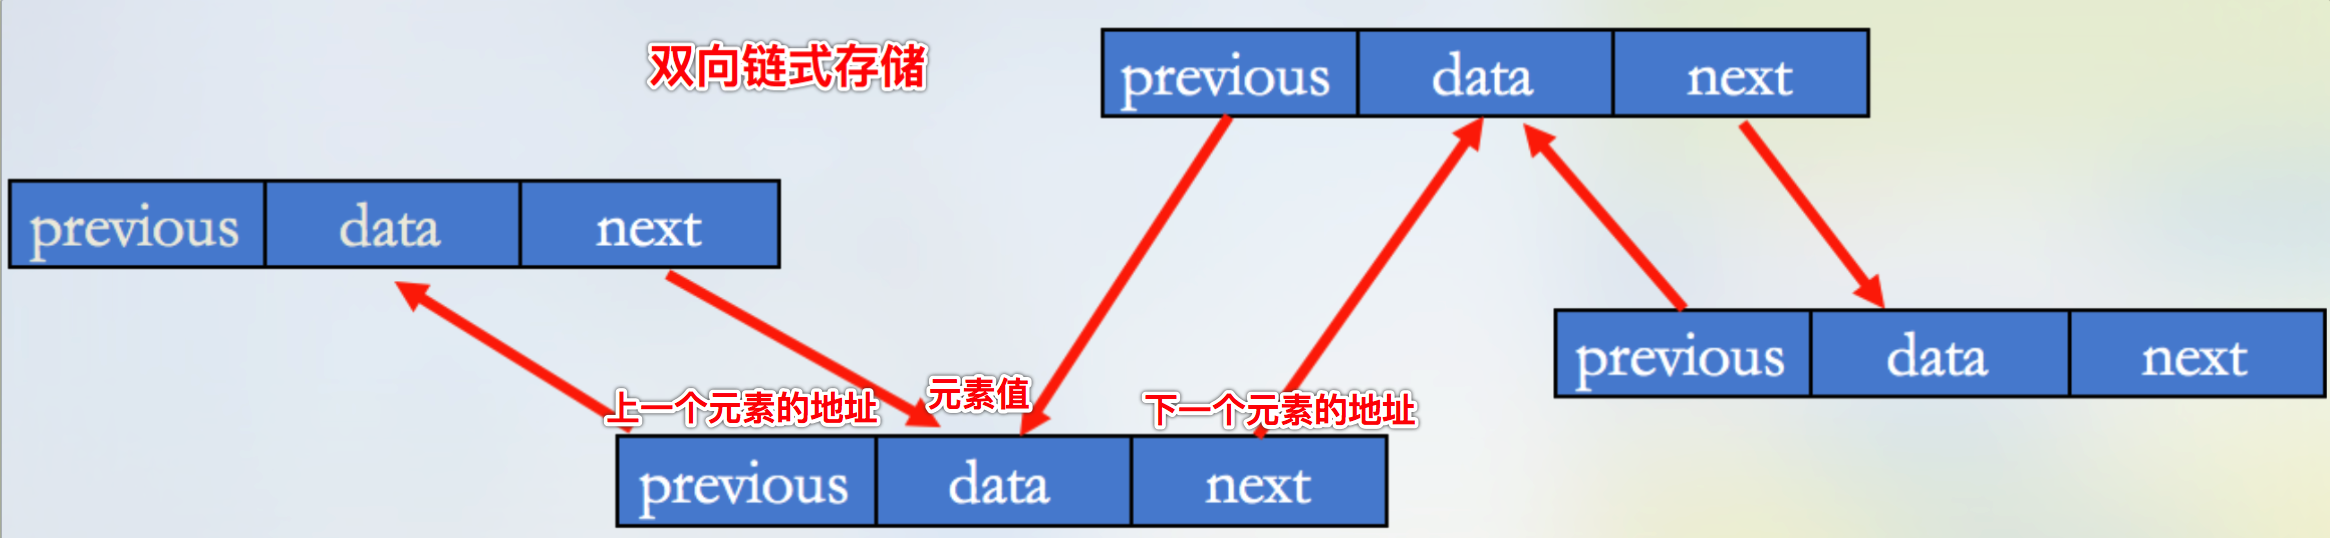 双向链式存储
previous data next
previous data next
previous data next
上一个元素的地址 元素值 下一个元素的地址
previous data next